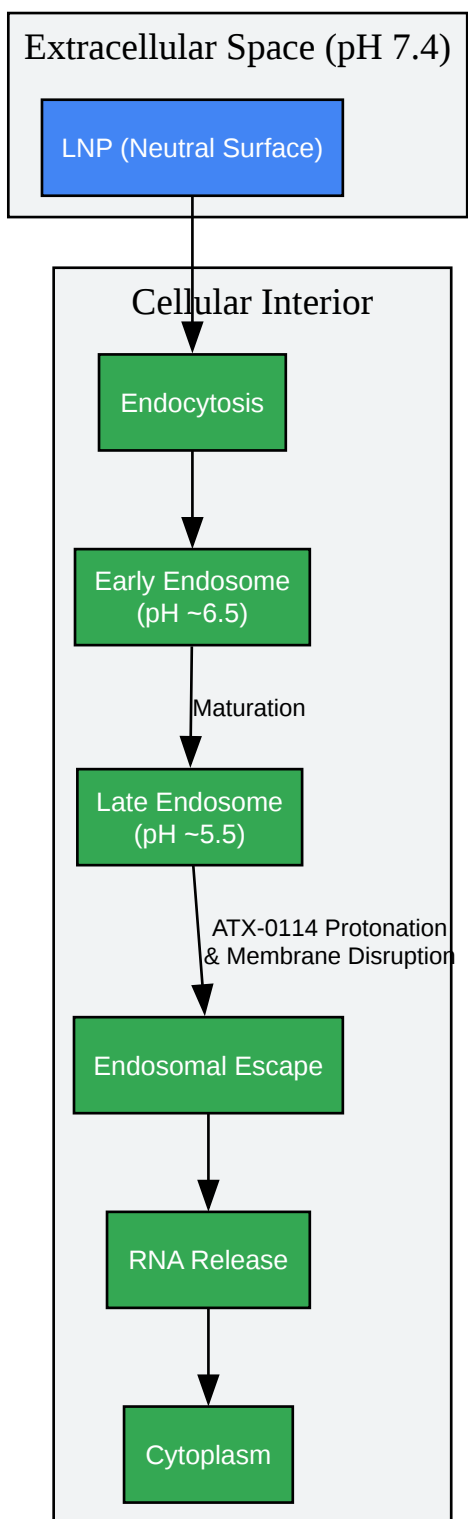 Extracellular Space (pH 7.4)
LNP (Neutral Surface)
Cellular Interior
Endocytosis
Early Endosome
(pH ~6.5)
Maturation
Late Endosome
(pH ~5.5)
ATX-0114 Protonation
& Membrane Disruption
Endosomal Escape
RNA Release
Cytoplasm